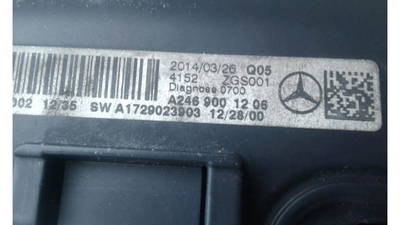 2014/03/26 Q05
4152 ZGS001
Diagnose 0700
A246 900 12 06
002 12/35 SW A1729023903 12/28/00